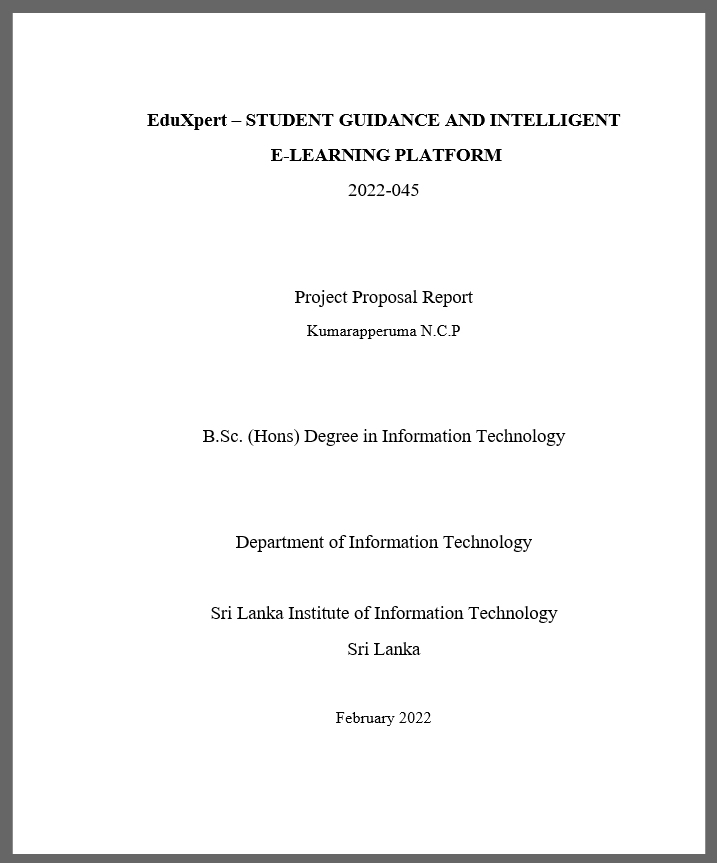 EduXpert – STUDENT GUIDANCE AND INTELLIGENT
E-LEARNING PLATFORM
2022-045
Project Proposal Report
Kumarapperuma N.C.P
B.Sc. (Hons) Degree in Information Technology
Department of Information Technology
Sri Lanka Institute of Information Technology
Sri Lanka
February 2022